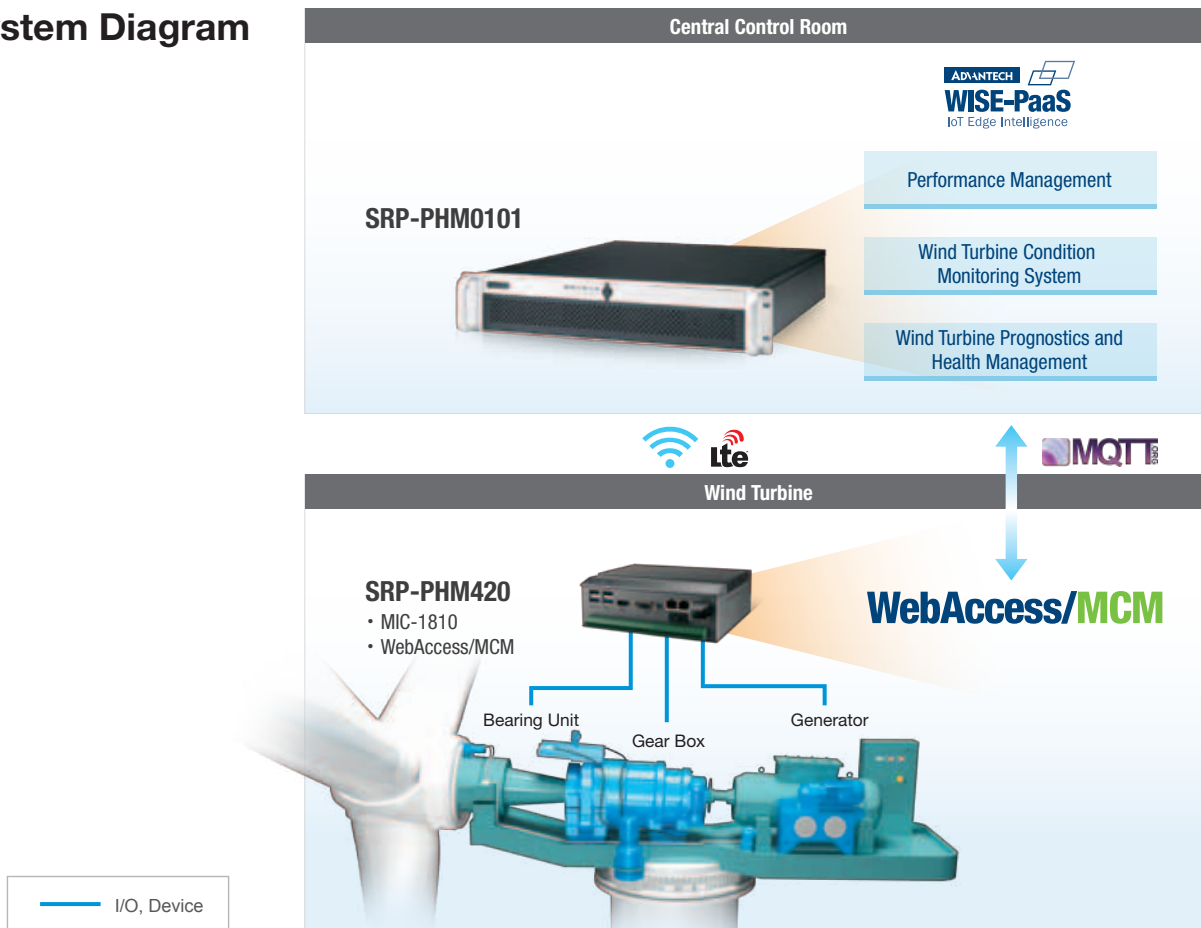 stem Diagram
Central Control Room
ADVANTECH
WISE-PaaS
IoT Edge Intelligence
Performance Management
SRP-PHM0101
Wind Turbine Condition
Monitoring System
Wind Turbine Prognostics and
Health Management
Lte
MQTT.ORG
Wind Turbine
SRP-PHM420
• MIC-1810
• WebAccess/MCM
WebAccess/MCM
Bearing Unit
Gear Box
Generator
I/O, Device